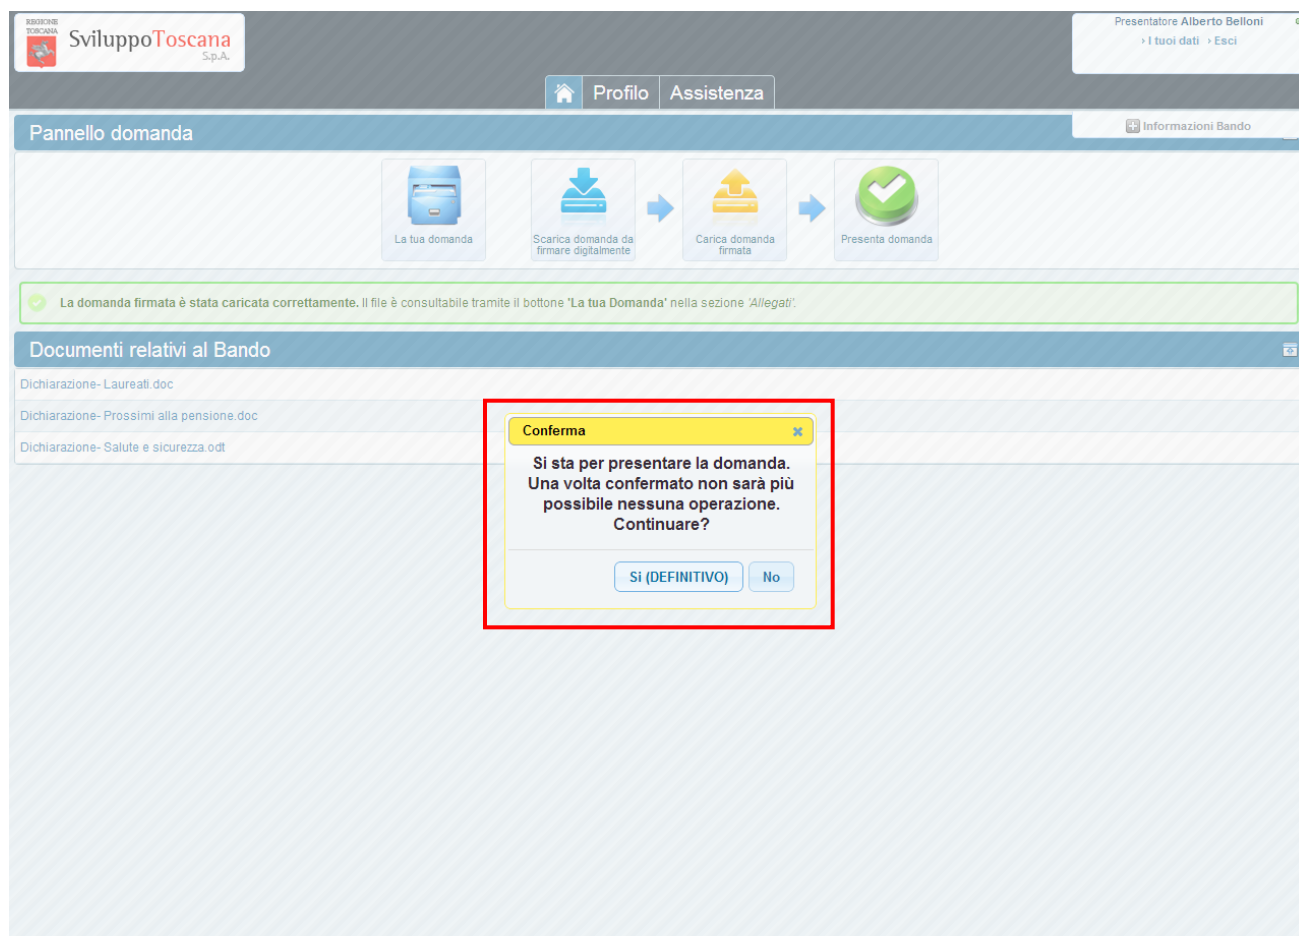 REGIONE
TOSCANA
SviluppoToscana
S.p.A.
Presentatore Alberto Belloni
› I tuoi dati › Esci
Profilo
Assistenza
Pannello domanda
Informazioni Bando
La tua domanda
Scarica domanda da
firmare digitalmente
Carica domanda
firmata
Presenta domanda
La domanda firmata è stata caricata correttamente. Il file è consultabile tramite il bottone 'La tua Domanda' nella sezione 'Allegati'.
Documenti relativi al Bando
Dichiarazione- Laureati.doc
Dichiarazione- Prossimi alla pensione.doc
Dichiarazione- Salute e sicurezza.odt
Conferma
Si sta per presentare la domanda.
Una volta confermato non sarà più
possibile nessuna operazione.
Continuare?
Si (DEFINITIVO)
No